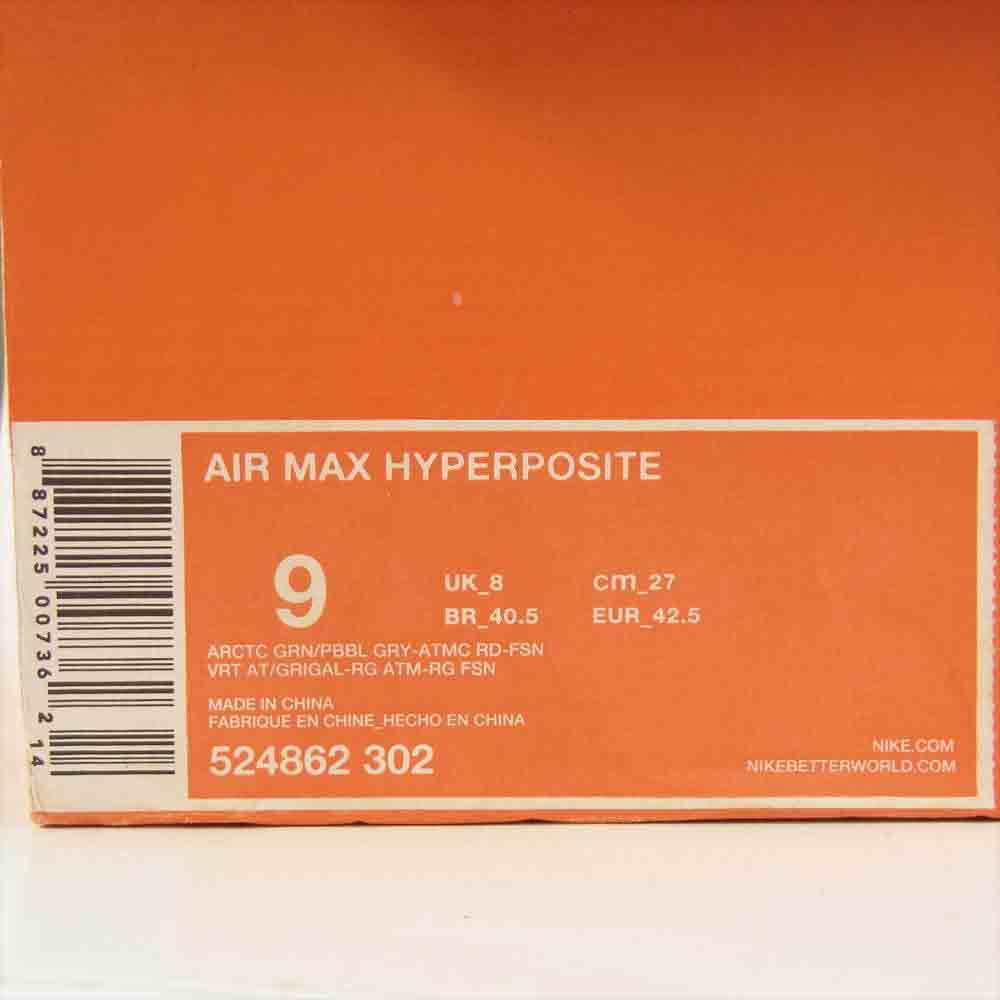 AIR MAX HYPERPOSITE
9
UK_8 cm_27
BR_40.5 EUR_42.5
ARCTC GRN/PBBL GRY-ATMC RD-FSN
VRT AT/GRIGAL-RG ATM-RG FSN
MADE IN CHINA
FABRIQUE EN CHINE_HECHO EN CHINA
524862 302
NIKE.COM
NIKEBETTERWORLD.COM
8 87225 00736 2 14